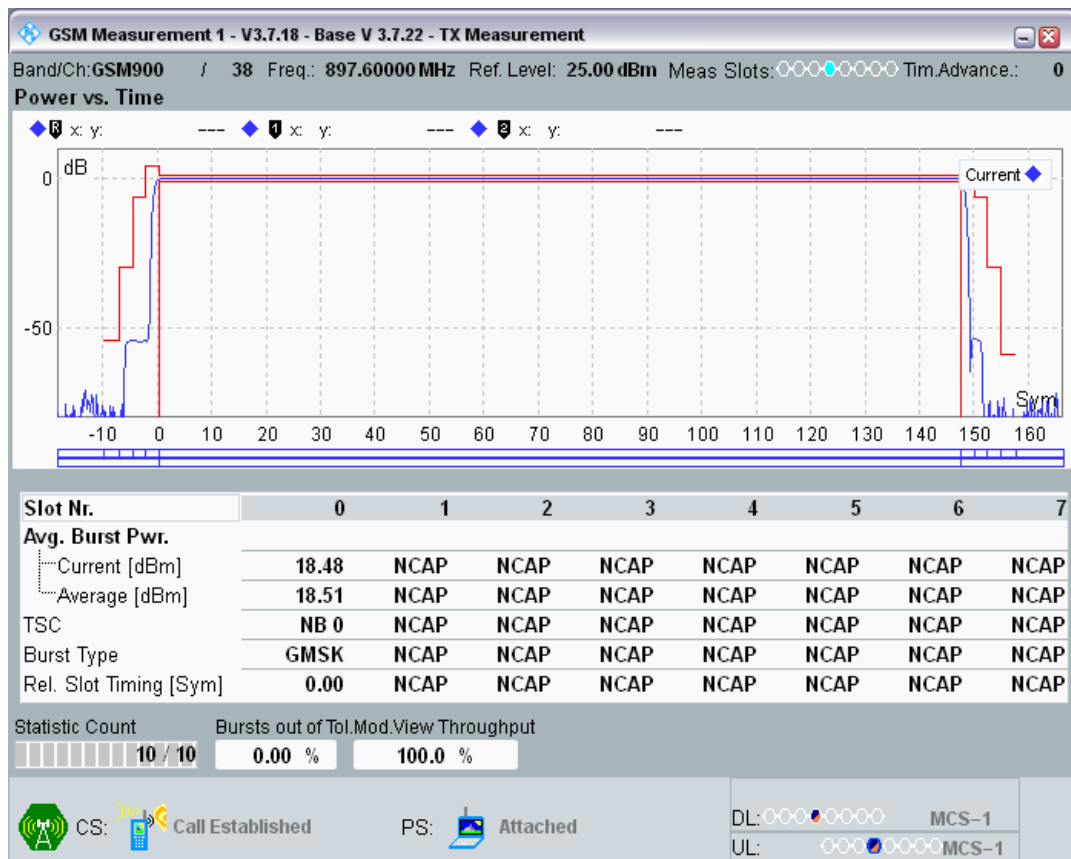 GSM Measurement 1 - V3.7.18 - Base V 3.7.22 - TX Measurement
Band/Ch:GSM900 / 38 Freq.: 897.60000 MHz Ref. Level: 25.00 dBm Meas Slots: Tim.Advance.: 0
Power vs. Time
R x: y: --- 1 x: y: --- 2 x: y: ---
dB
Current
0
-50
Sym
-10 0 10 20 30 40 50 60 70 80 90 100 110 120 130 140 150 160
Slot Nr. 0 1 2 3 4 5 6 7
Avg. Burst Pwr.
Current [dBm] 18.48 NCAP NCAP NCAP NCAP NCAP NCAP NCAP
Average [dBm] 18.51 NCAP NCAP NCAP NCAP NCAP NCAP NCAP
TSC NB 0 NCAP NCAP NCAP NCAP NCAP NCAP NCAP
Burst Type GMSK NCAP NCAP NCAP NCAP NCAP NCAP NCAP
Rel. Slot Timing [Sym] 0.00 NCAP NCAP NCAP NCAP NCAP NCAP NCAP
Statistic Count Bursts out of Tol. Mod.View Throughput
10 / 10 0.00 % 100.0 %
CS: Call Established PS: Attached DL: MCS-1
UL: MCS-1